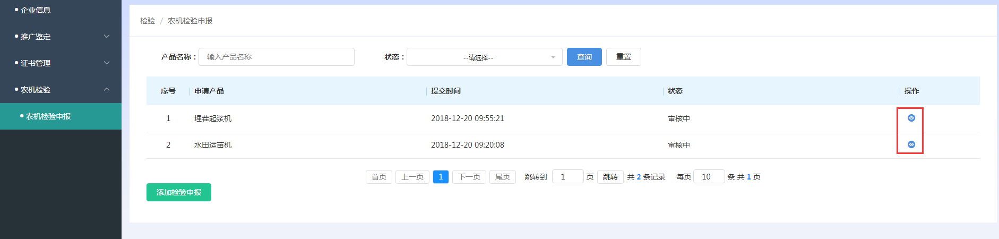 企业信息
推广鉴定
证书管理
农机检验
农机检验申报
检验 / 农机检验申报
产品名称： 输入产品名称 状态： --请选择-- 查询 重置
序号 申请产品 提交时间 状态 操作
1 埋茬起浆机 2018-12-20 09:55:21 审核中
2 水田运苗机 2018-12-20 09:20:08 审核中
首页 上一页 1 下一页 尾页 跳转到 1 页 跳转 共 2 条记录 每页 10 条 共 1 页
添加检验申报